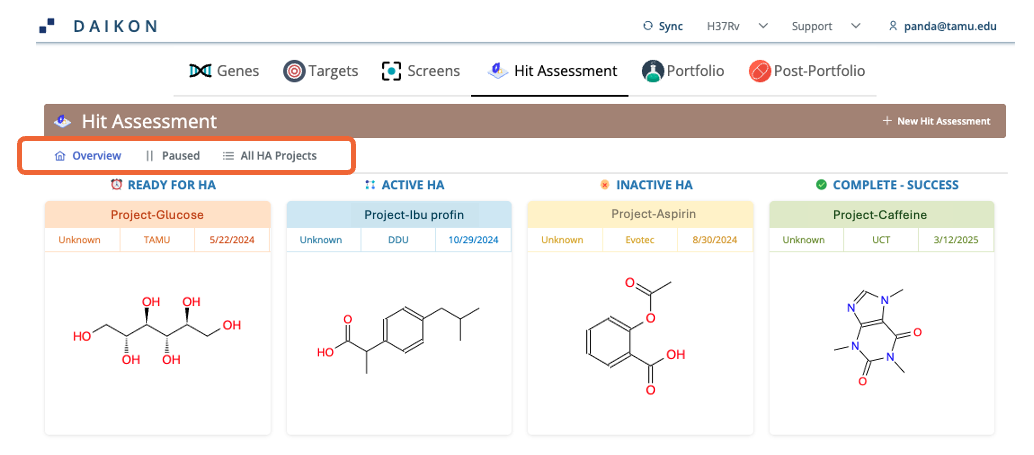 DAIKON
Sync H37Rv Support panda@tamu.edu
Genes Targets Screens Hit Assessment Portfolio Post-Portfolio
Hit Assessment
New Hit Assessment
Overview Paused All HA Projects
READY FOR HA ACTIVE HA INACTIVE HA COMPLETE - SUCCESS
Project-Glucose Project-Ibu profin Project-Aspirin Project-Caffeine
Unknown TAMU 5/22/2024 Unknown DDU 10/29/2024 Unknown Evotec 8/30/2024 Unknown UCT 3/12/2025
OH OH
HO OH
OH OH
O
HO
O
O
OH
O
N N
N N
O
O